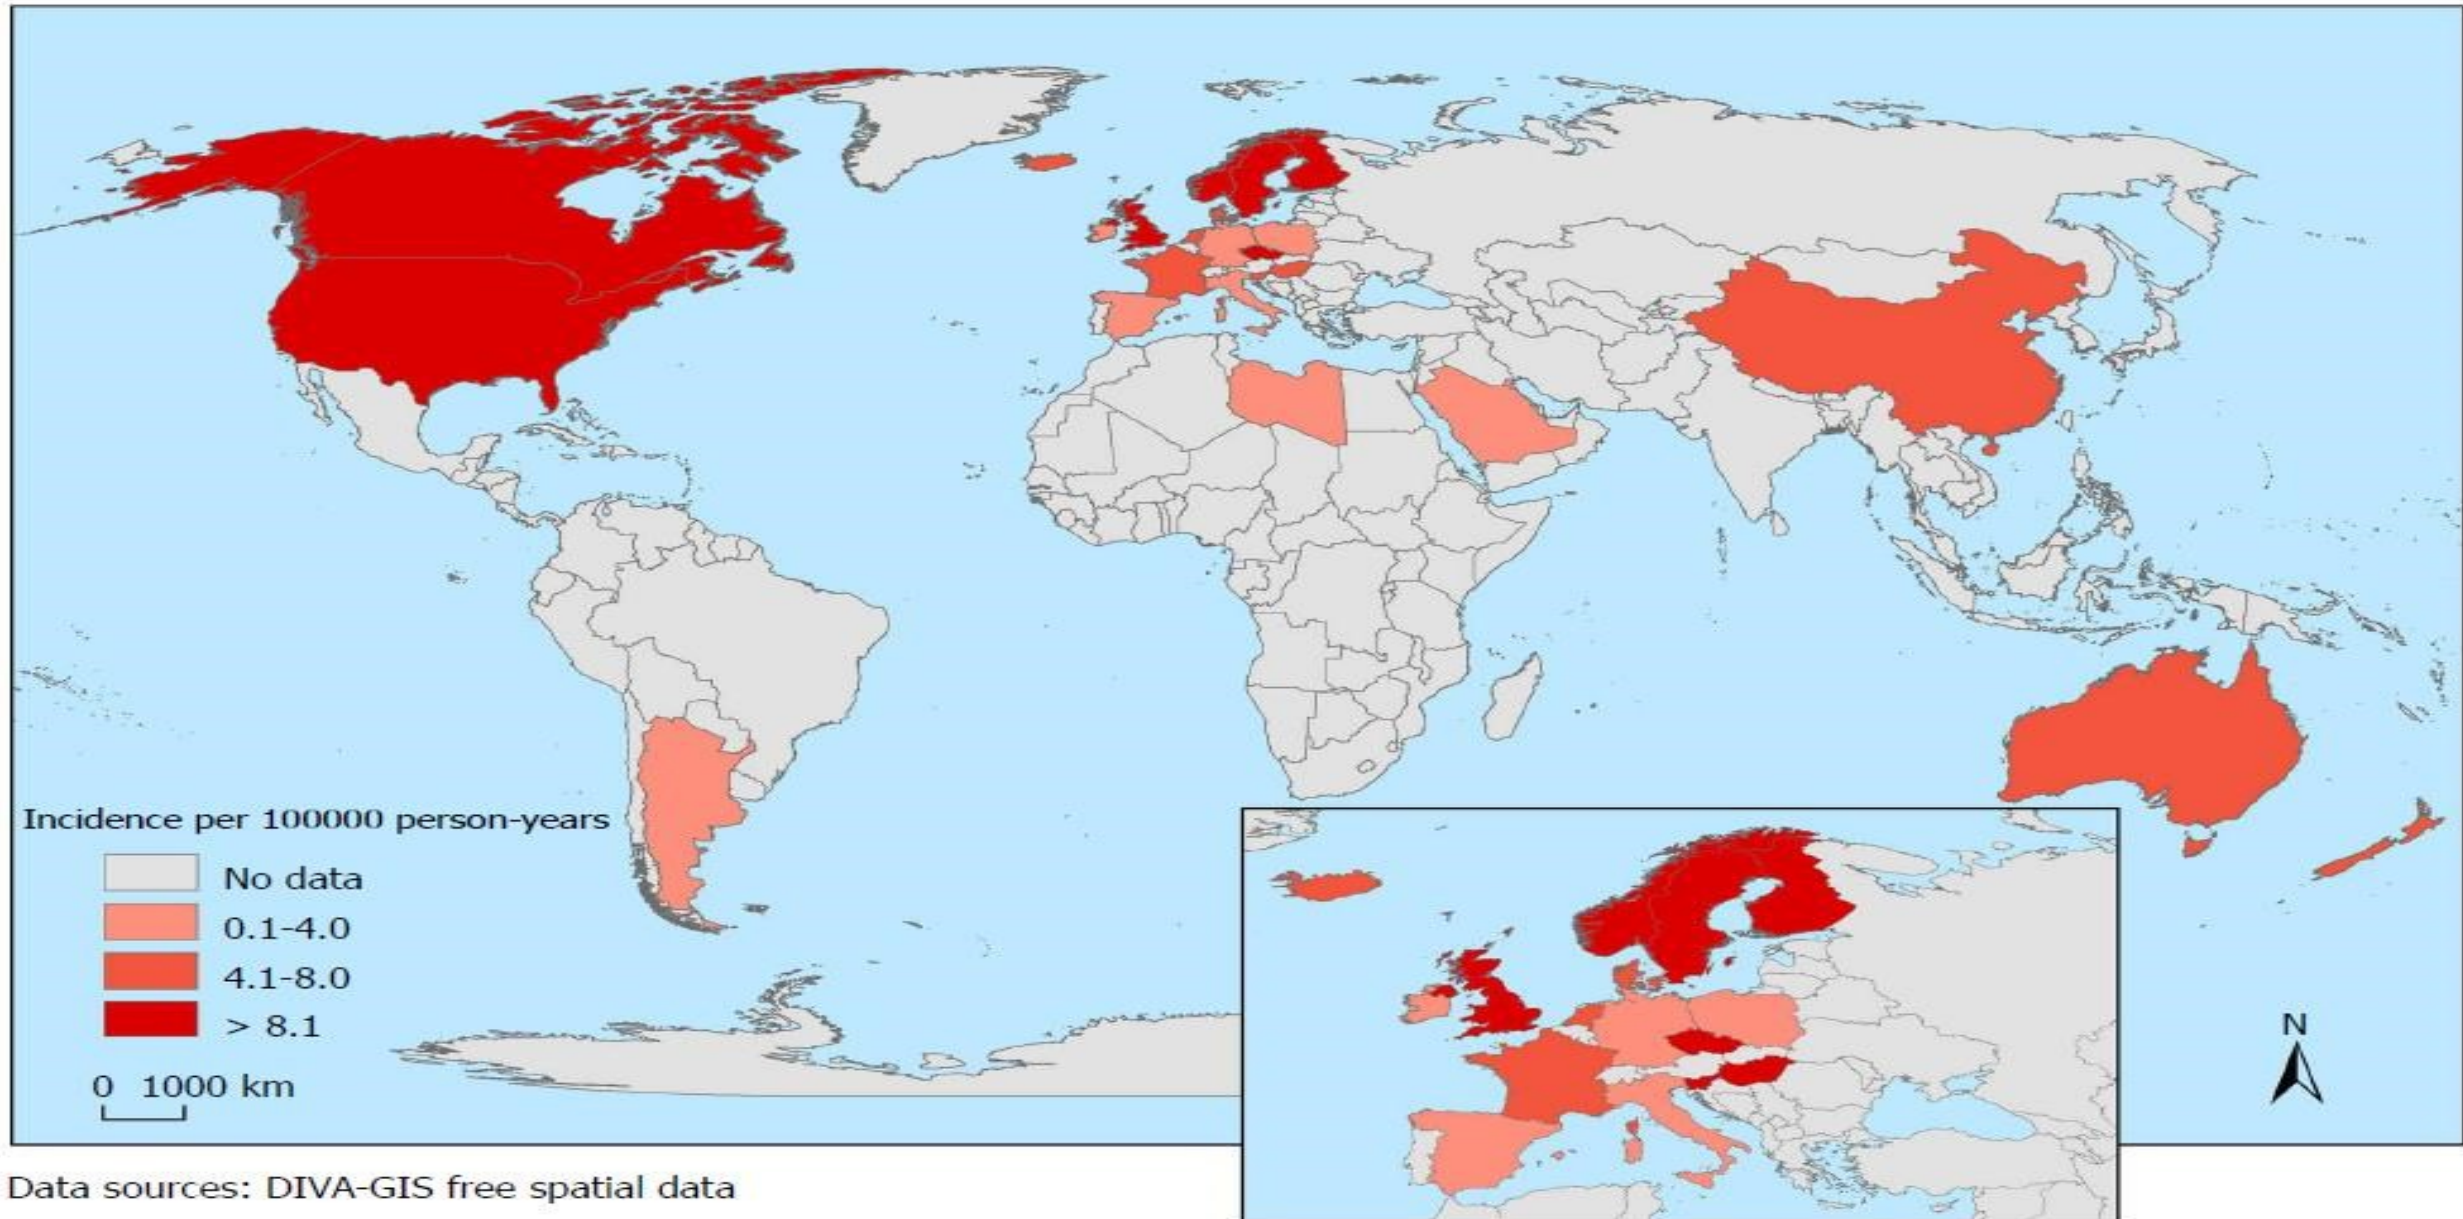 Incidence per 100000 person-years
No data
0.1-4.0
4.1-8.0
> 8.1
0 1000 km
N
Data sources: DIVA-GIS free spatial data